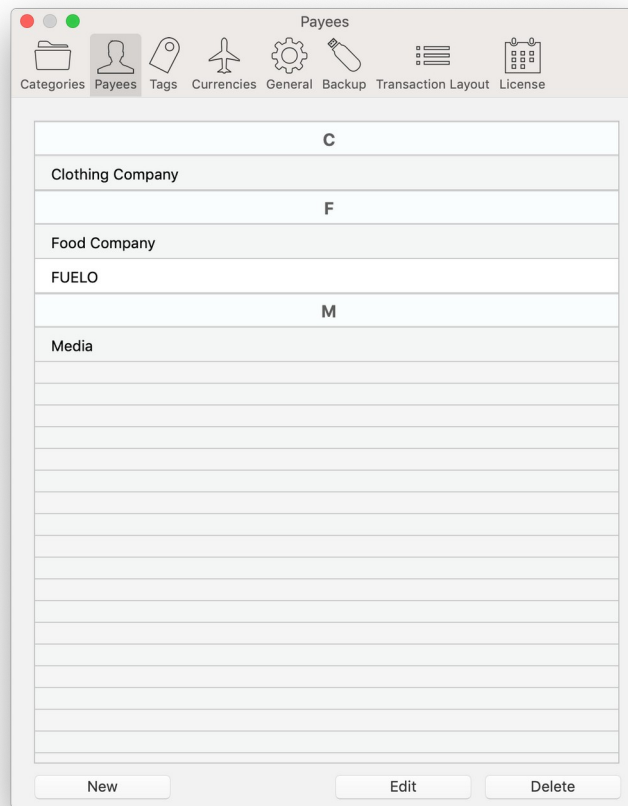 Payees
Categories Payees Tags Currencies General Backup Transaction Layout License
C
Clothing Company
F
Food Company
FUELO
M
Media
New Edit Delete